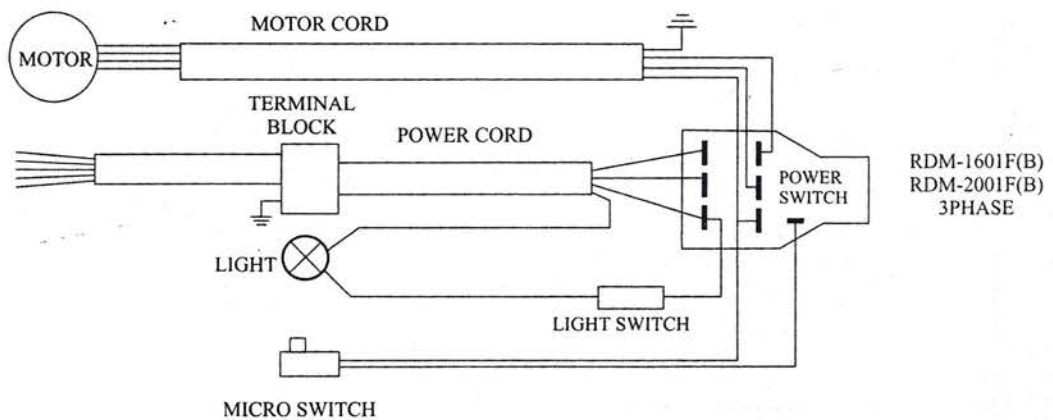 MOTOR CORD
MOTOR
TERMINAL
BLOCK
POWER CORD
POWER
SWITCH
RDM-1601F(B)
RDM-2001F(B)
3PHASE
LIGHT
LIGHT SWITCH
MICRO SWITCH